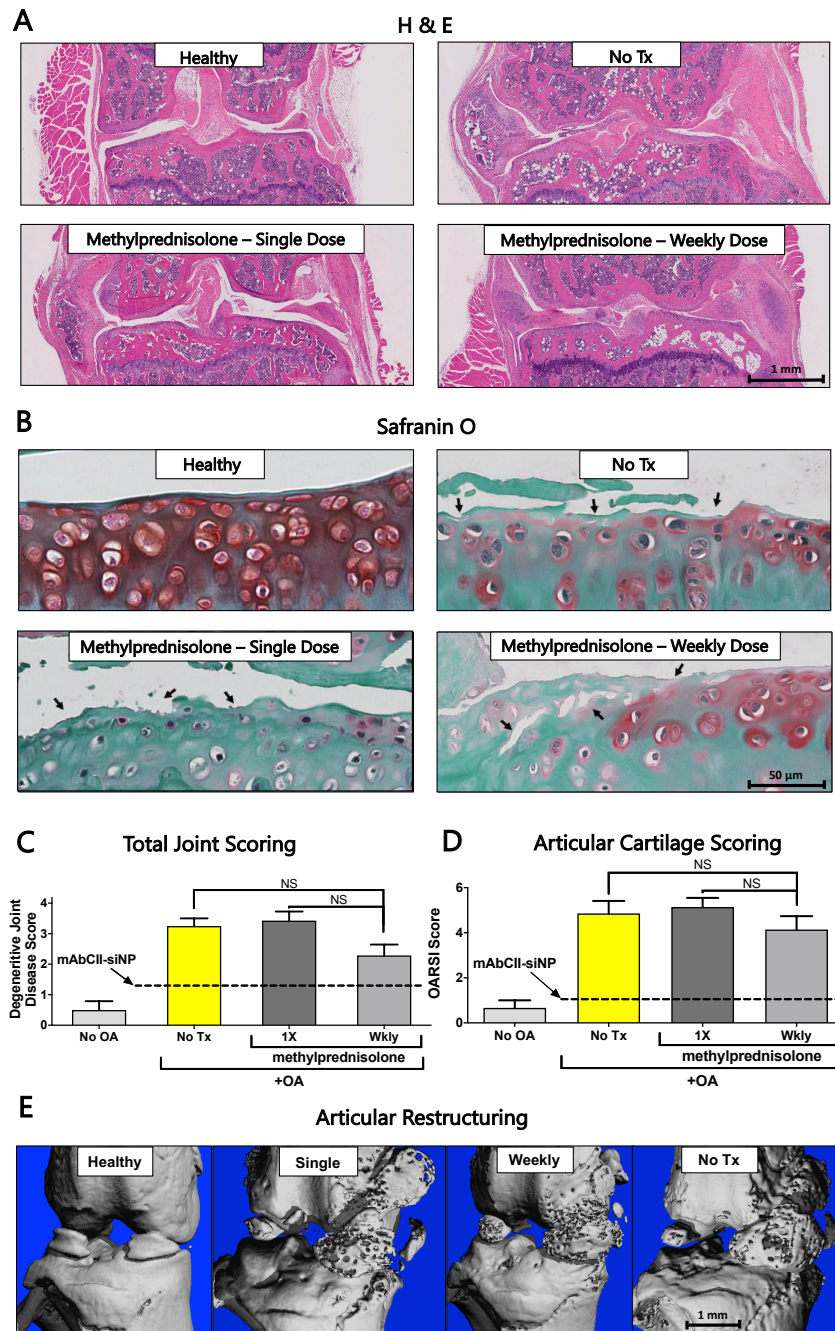 A
H & E
Healthy
No Tx
Methylprednisolone – Single Dose
Methylprednisolone – Weekly Dose
1 mm
B
Safranin O
Healthy
No Tx
Methylprednisolone – Single Dose
Methylprednisolone – Weekly Dose
50 μm
C
Total Joint Scoring
NS
NS
Degeneritive Joint
Disease Score
mAbCII-siNP
4
3
2
1
0
No OA
No Tx
1X
Wkly
methylprednisolone
+OA
D
Articular Cartilage Scoring
NS
NS
OARSI Score
mAbCII-siNP
6
4
2
0
No OA
No Tx
1X
Wkly
methylprednisolone
+OA
E
Articular Restructuring
Healthy
Single
Weekly
No Tx
1 mm